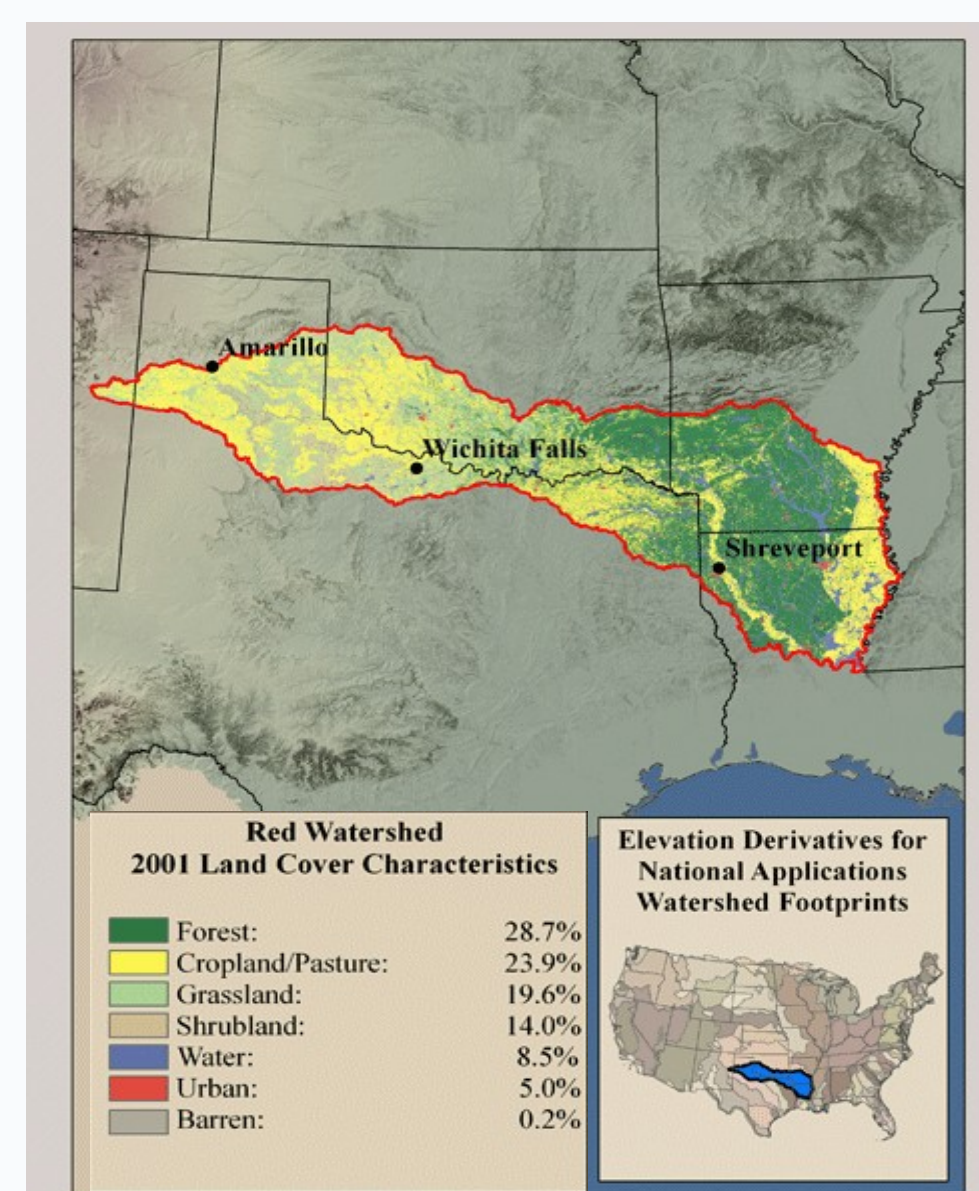 Amarillo
Wichita Falls
Shreveport
Red Watershed
2001 Land Cover Characteristics
Forest: 28.7%
Cropland/Pasture: 23.9%
Grassland: 19.6%
Shrubland: 14.0%
Water: 8.5%
Urban: 5.0%
Barren: 0.2%
Elevation Derivatives for
National Applications
Watershed Footprints